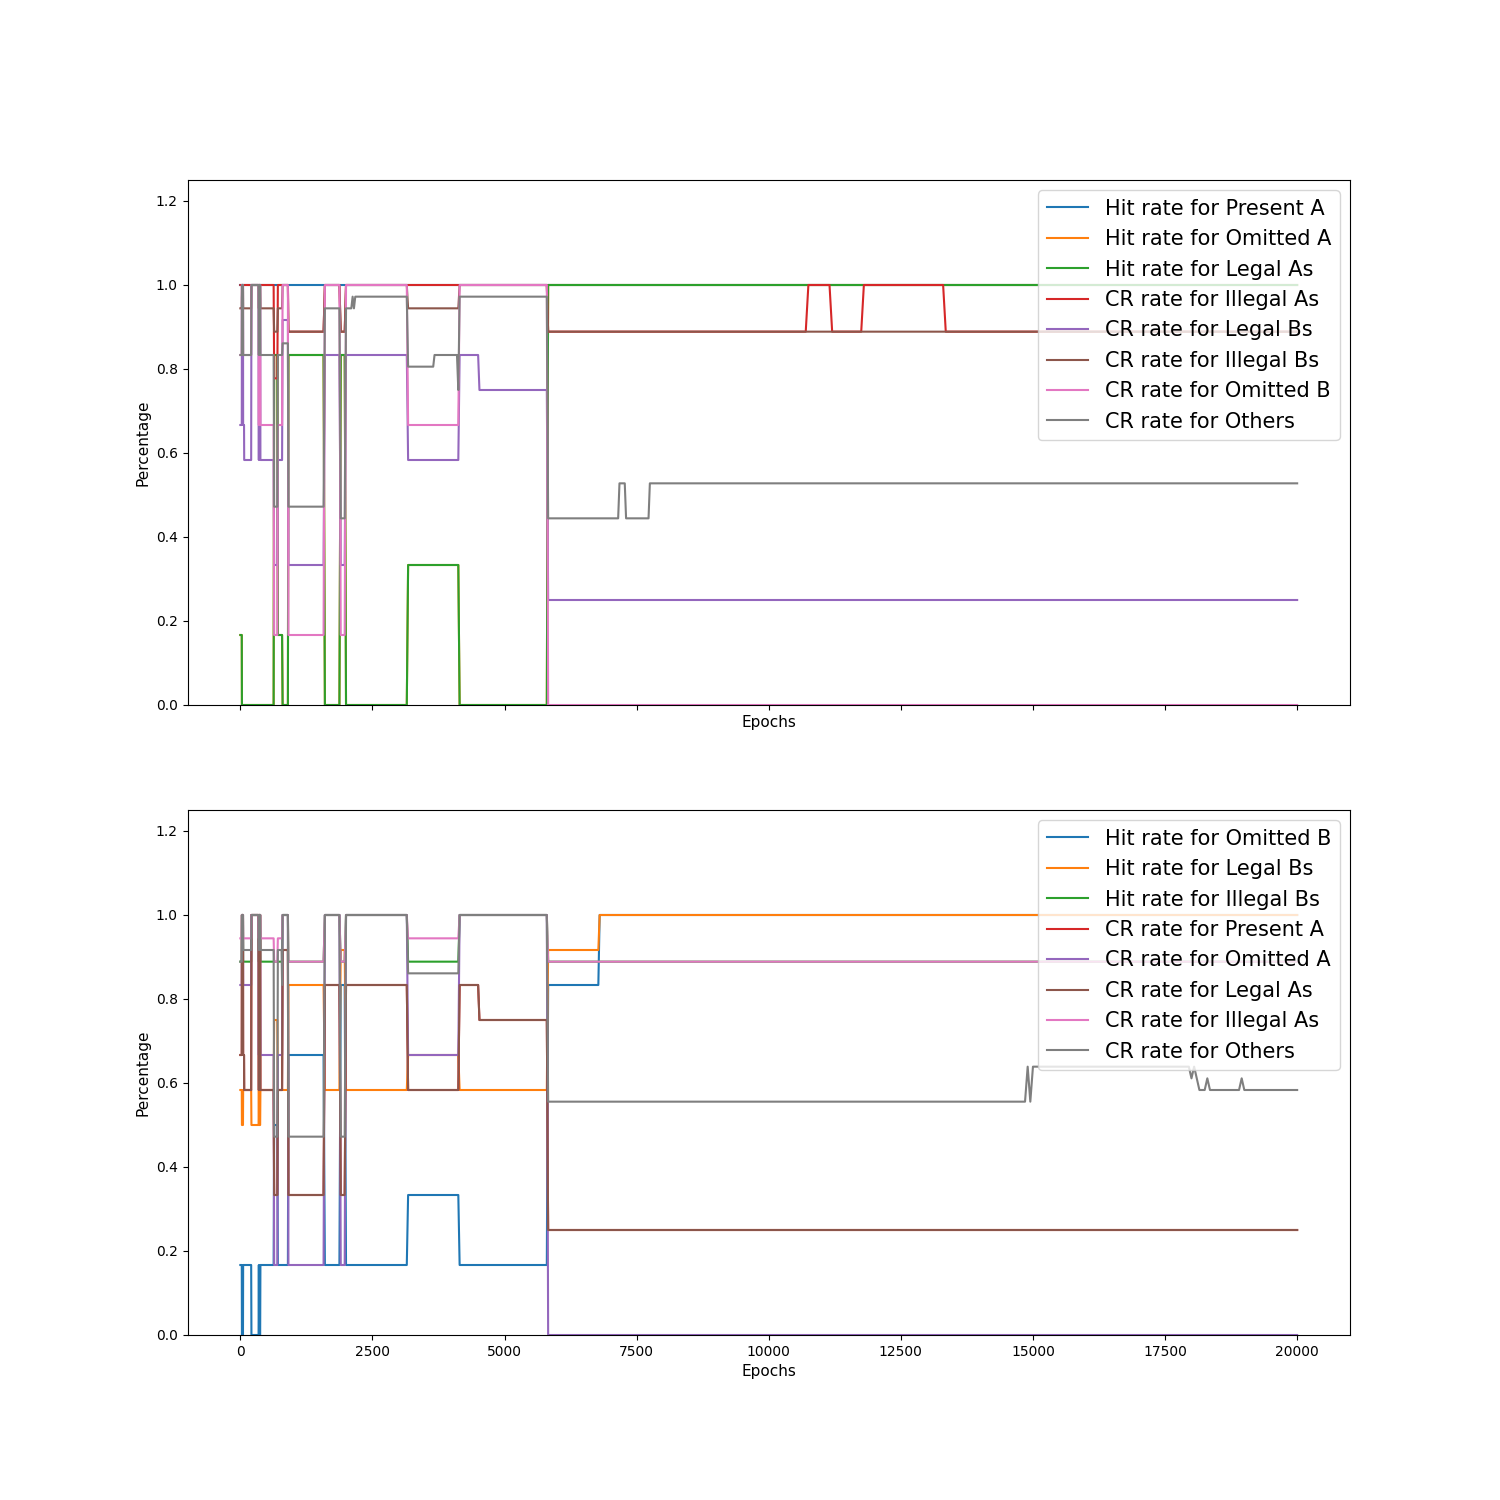 1.2
1.0
0.8
0.6
0.4
0.2
0.0
Percentage
Hit rate for Present A
Hit rate for Omitted A
Hit rate for Legal As
CR rate for Illegal As
CR rate for Legal Bs
CR rate for Illegal Bs
CR rate for Omitted B
CR rate for Others
Epochs
1.2
1.0
0.8
0.6
0.4
0.2
0.0
Percentage
Hit rate for Omitted B
Hit rate for Legal Bs
Hit rate for Illegal Bs
CR rate for Present A
CR rate for Omitted A
CR rate for Legal As
CR rate for Illegal As
CR rate for Others
0 2500 5000 7500 10000 12500 15000 17500 20000
Epochs